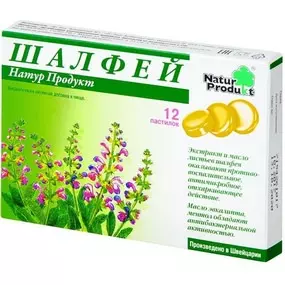 ШАЛФЕЙ
Натур Продукт
Natur
Produkt
12
пастилок
Экстракт и масло
листьев шалфея
оказывают противо-
воспалительное,
антимикробное,
отхаркивающее
действие.
Масло эвкалипта,
ментол обладают
антибактериальной
активностью.
Произведено в Швейцарии